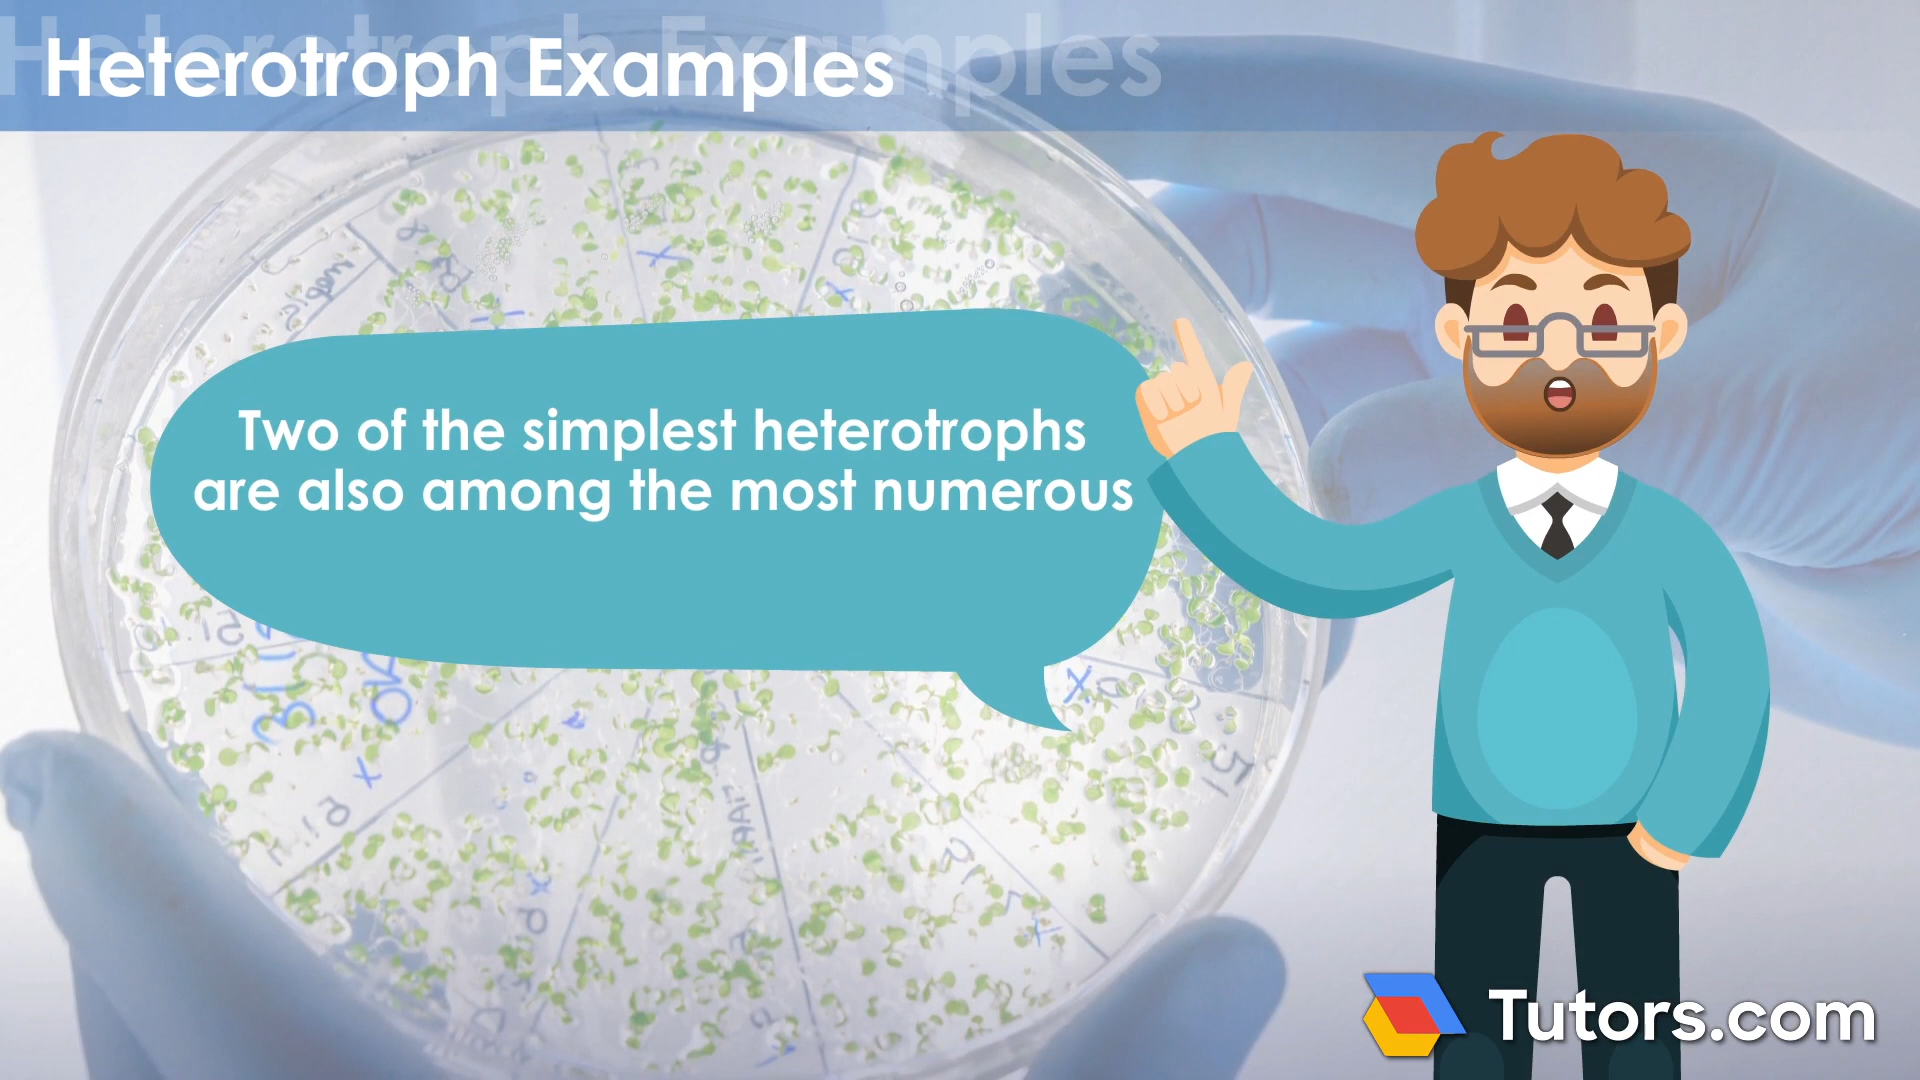 Heterotroph Examples
Two of the simplest heterotrophs
are also among the most numerous
Tutors.com